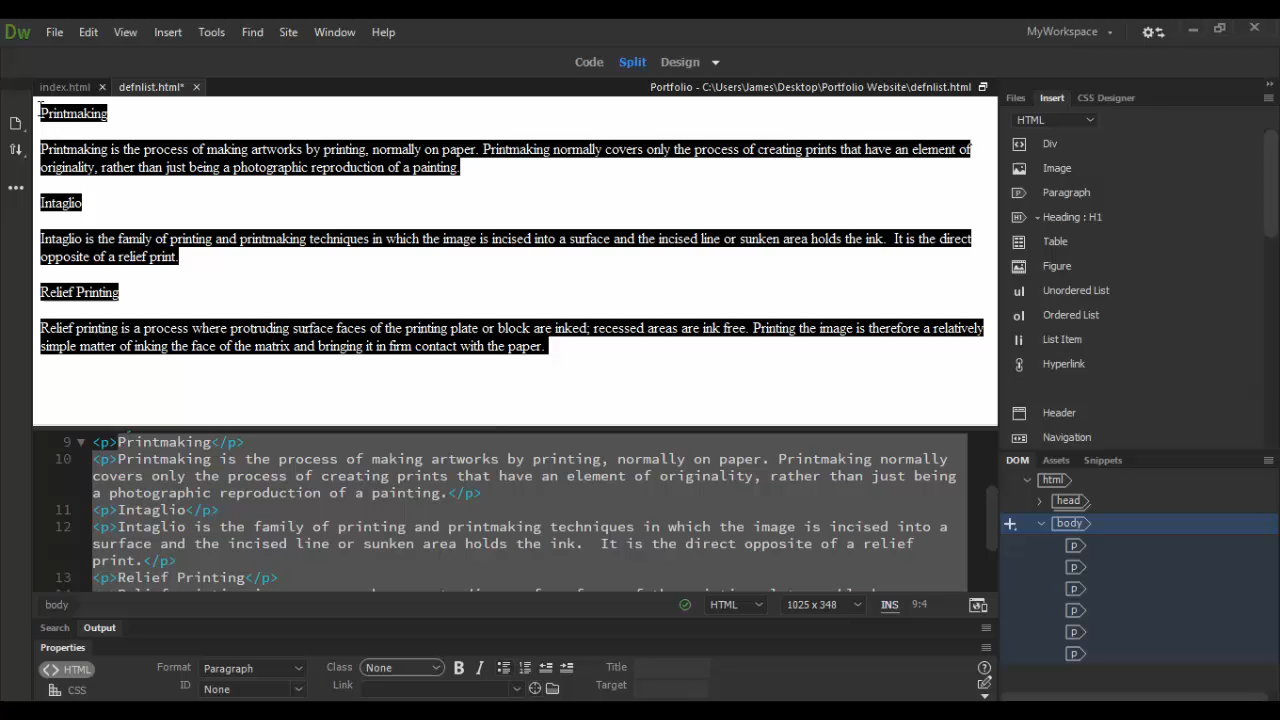 Dw File Edit View Insert Tools Find Site Window Help MyWorkspace
Code Split Design
index.html defnlist.html* Portfolio - C:\Users\James\Desktop\Portfolio Website\defnlist.html
Printmaking
Printmaking is the process of making artworks by printing, normally on paper. Printmaking normally covers only the process of creating prints that have an element of
originality, rather than just being a photographic reproduction of a painting.
Intaglio
Intaglio is the family of printing and printmaking techniques in which the image is incised into a surface and the incised line or sunken area holds the ink.  It is the direct
opposite of a relief print.
Relief Printing
Relief printing is a process where protruding surface faces of the printing plate or block are inked; recessed areas are ink free. Printing the image is therefore a relatively
simple matter of inking the face of the matrix and bringing it in firm contact with the paper.
9 <p>Printmaking</p>
10 <p>Printmaking is the process of making artworks by printing, normally on paper. Printmaking normally
covers only the process of creating prints that have an element of originality, rather than just being
a photographic reproduction of a painting.</p>
11 <p>Intaglio</p>
12 <p>Intaglio is the family of printing and printmaking techniques in which the image is incised into a
surface and the incised line or sunken area holds the ink.  It is the direct opposite of a relief
print.</p>
13 <p>Relief Printing</p>
body HTML 1025 x 348 INS 9:4
Search Output
Properties
HTML Format Paragraph Class None B I Title
CSS ID None Link Target
Files Insert CSS Designer
HTML
Div
Image
Paragraph
H1 Heading : H1
Table
Figure
ul Unordered List
ol Ordered List
li List Item
Hyperlink
Header
Navigation
DOM Assets Snippets
html
head
body
p
p
p
p
p
p